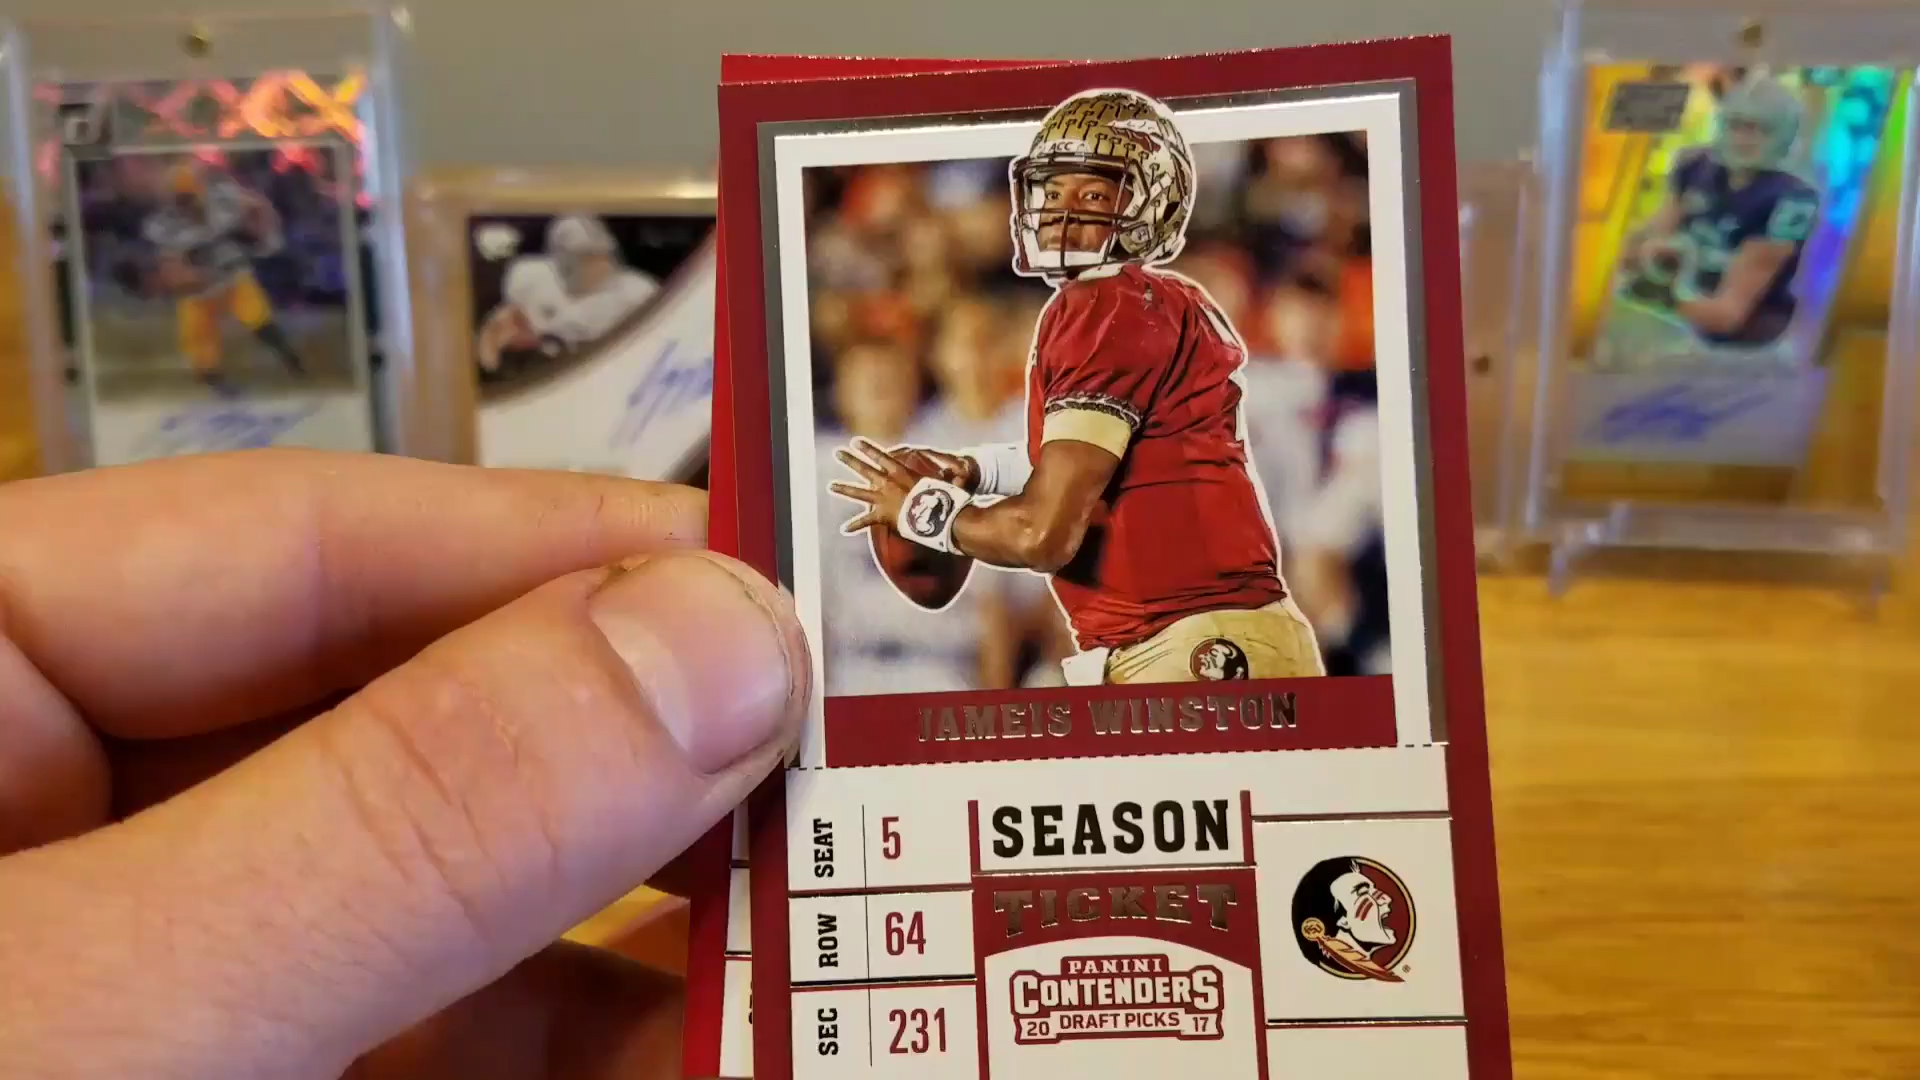 ACC
JAMEIS WINSTON
SEAT 5
SEASON
TICKET
ROW 64
SEC 231
PANINI
CONTENDERS
20 DRAFT PICKS 17